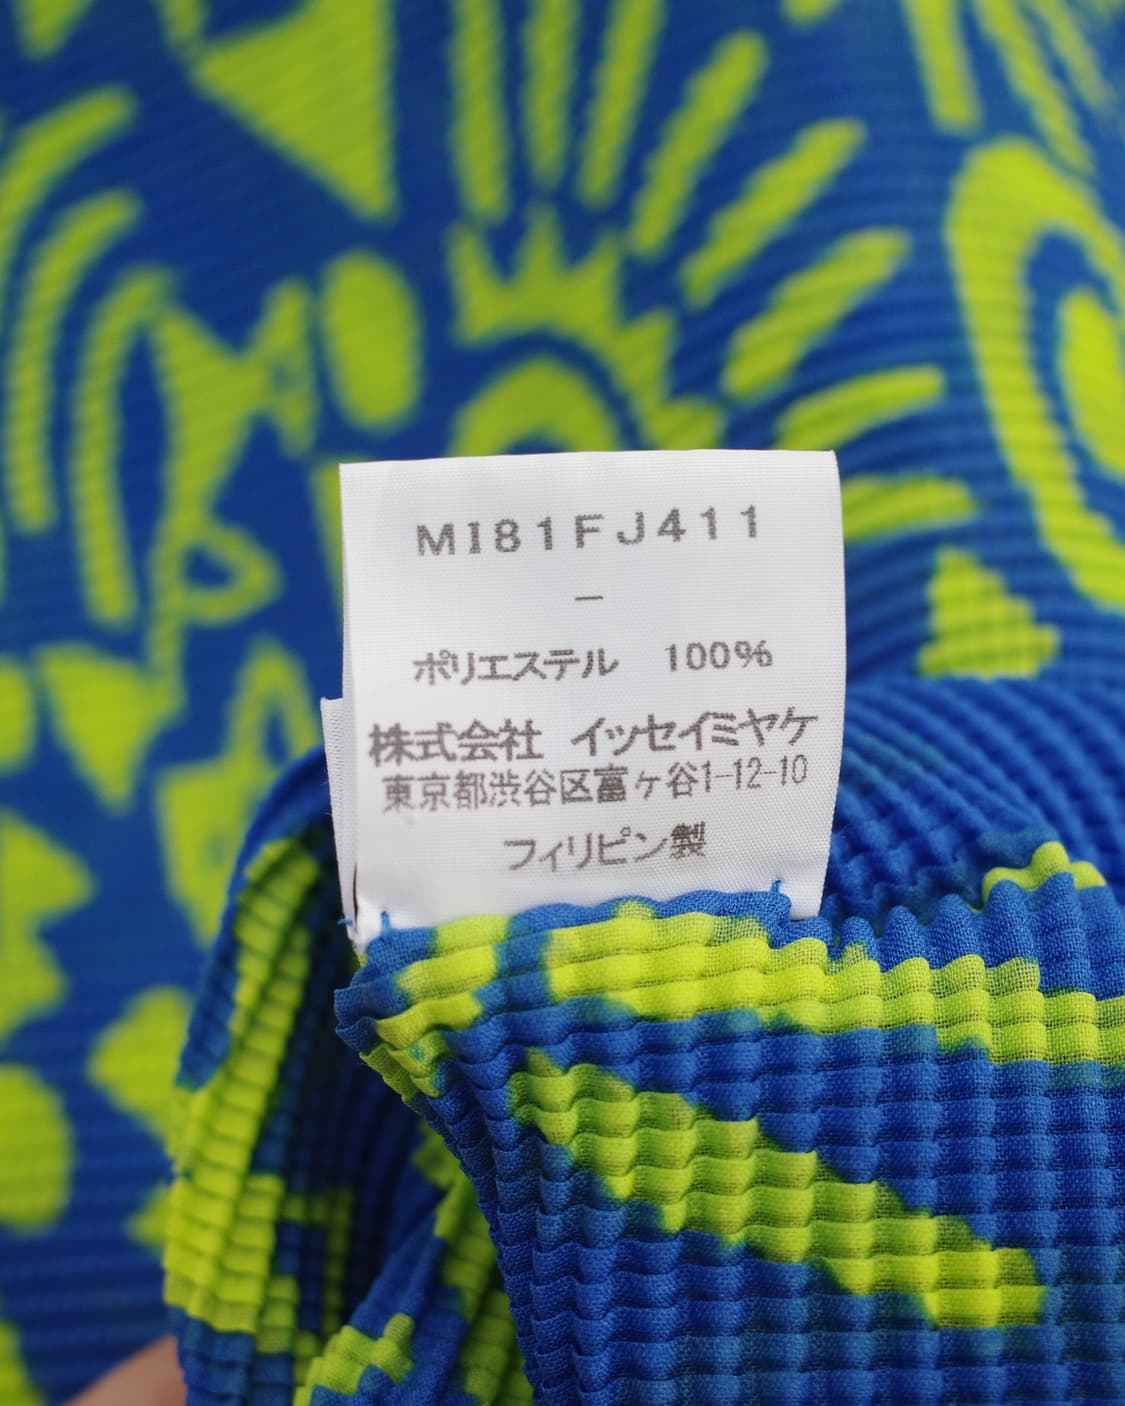 MI81FJ411
–
ポリエステル 100%
株式会社 イッセイミヤケ
東京都渋谷区富ヶ谷1-12-10
フィリピン製